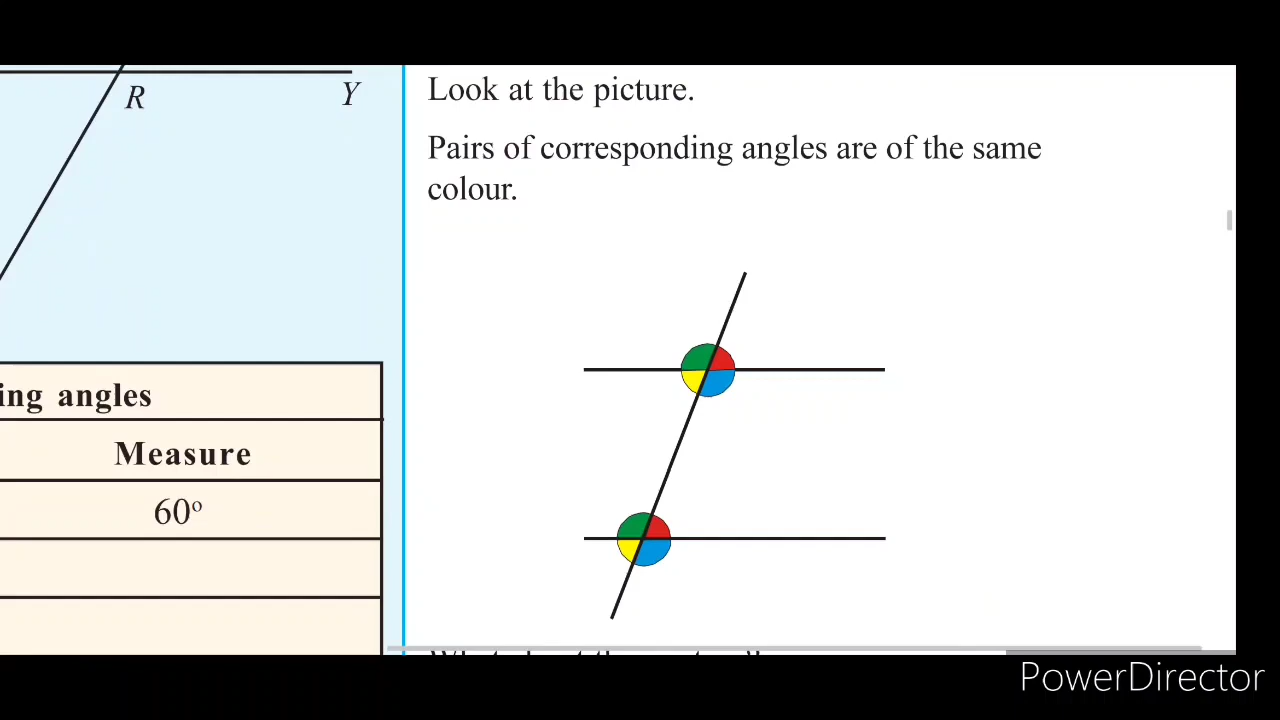 R
Y
Look at the picture.
Pairs of corresponding angles are of the same
colour.
ing angles
Measure
60°
PowerDirector